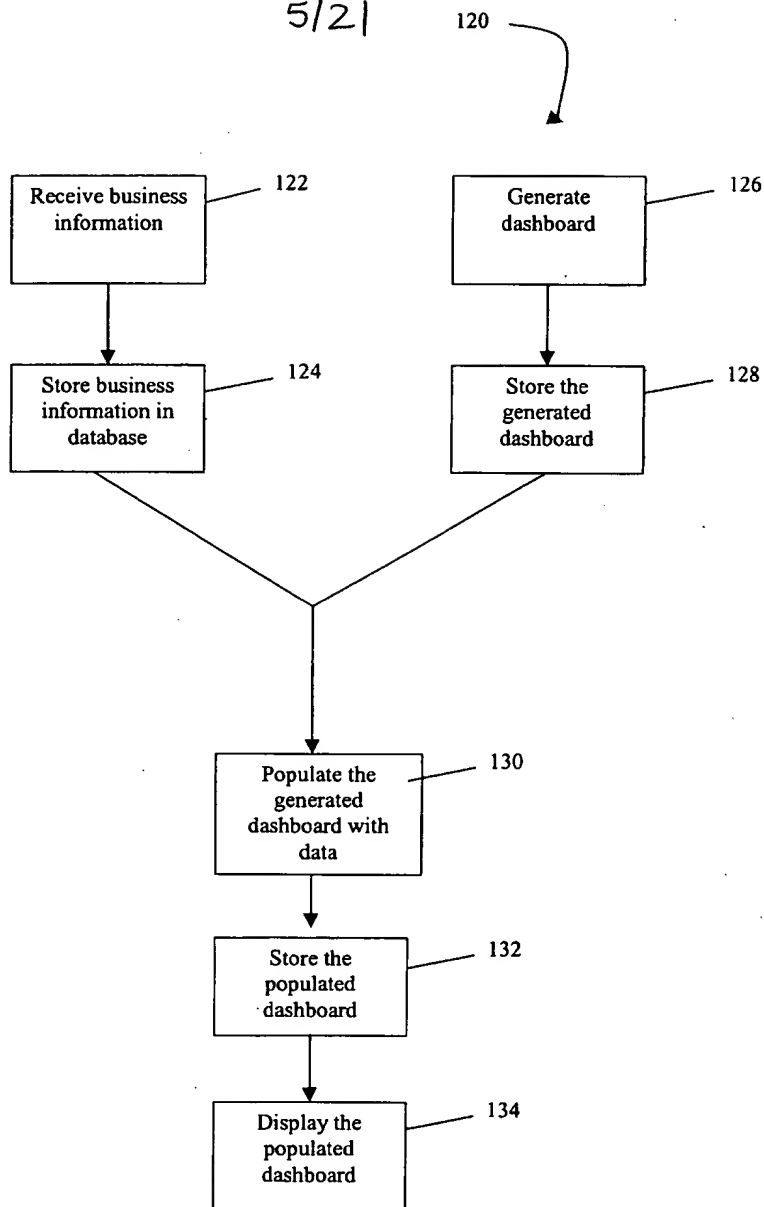 5/21
120
Receive business
information
122
Generate
dashboard
126
Store business
information in
database
124
Store the
generated
dashboard
128
Populate the
generated
dashboard with
data
130
Store the
populated
dashboard
132
Display the
populated
dashboard
134